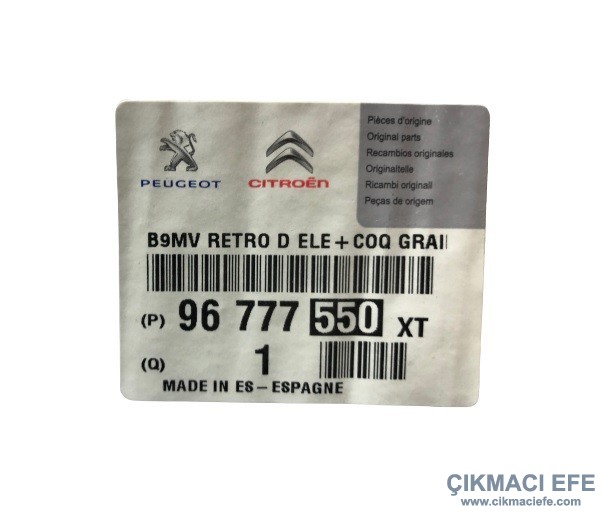 PEUGEOT
CITROËN
Pièces d'origine
Original parts
Recambios originales
Originalteile
Ricambi originali
Peças de origem
B9MV RETRO D ELE+COQ GRAI
(P) 96 777 550 XT
(Q) 1
MADE IN ES-ESPAGNE
ÇIKMACI EFE
www.cikmaciefe.com